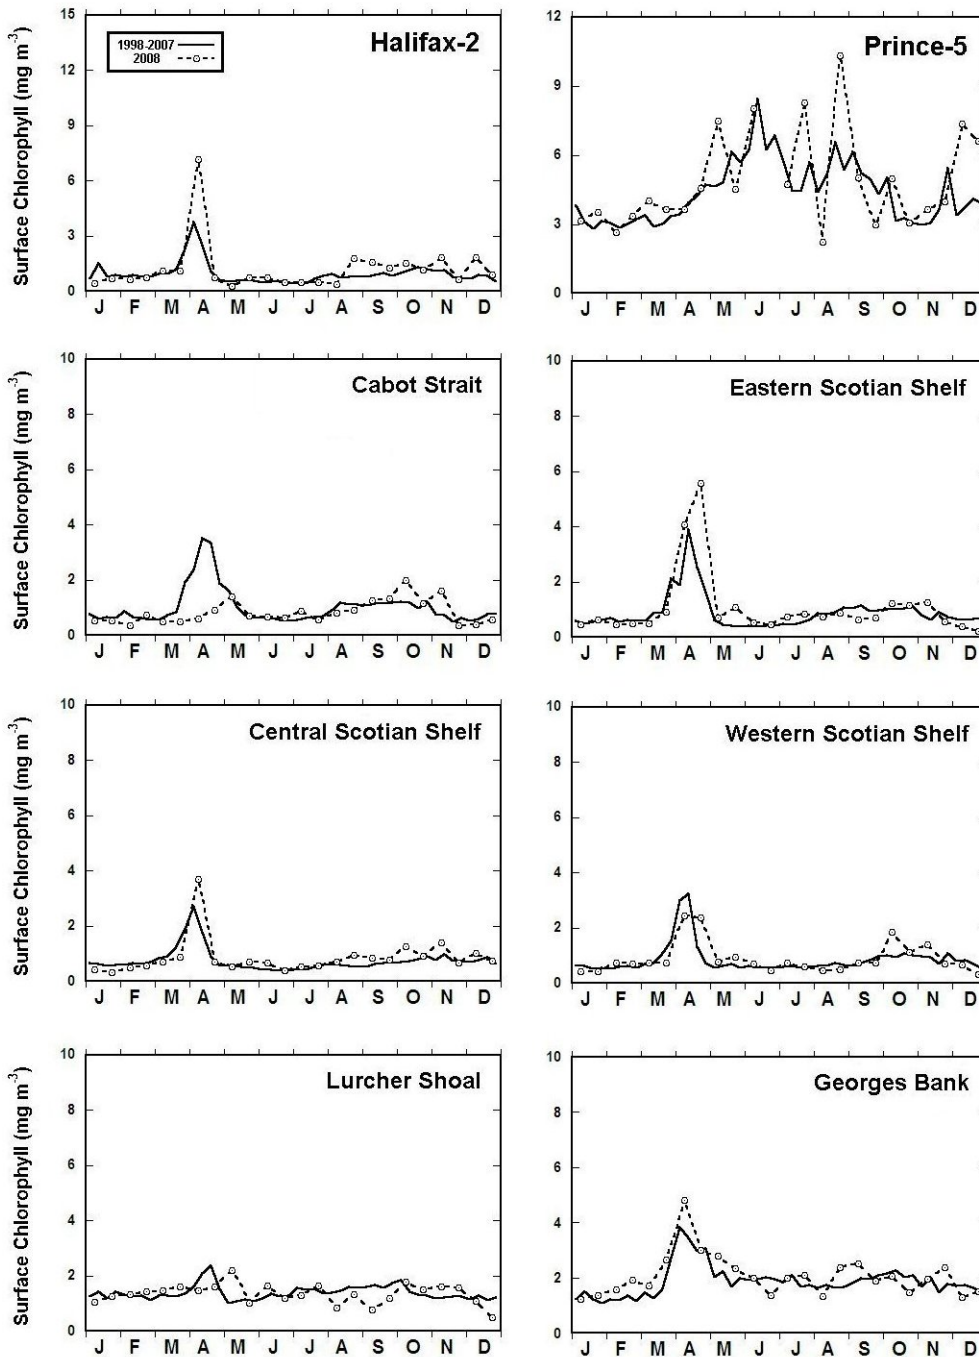 Halifax-2
1998-2007
2008
Surface Chlorophyll (mg m⁻³)
15
12
9
6
3
0
J F M A M J J A S O N D
Prince-5
12
9
6
3
0
J F M A M J J A S O N D
Cabot Strait
Surface Chlorophyll (mg m⁻³)
10
8
6
4
2
0
J F M A M J J A S O N D
Eastern Scotian Shelf
10
8
6
4
2
0
J F M A M J J A S O N D
Central Scotian Shelf
Surface Chlorophyll (mg m⁻³)
10
8
6
4
2
0
J F M A M J J A S O N D
Western Scotian Shelf
10
8
6
4
2
0
J F M A M J J A S O N D
Lurcher Shoal
Surface Chlorophyll (mg m⁻³)
10
8
6
4
2
0
J F M A M J J A S O N D
Georges Bank
10
8
6
4
2
0
J F M A M J J A S O N D